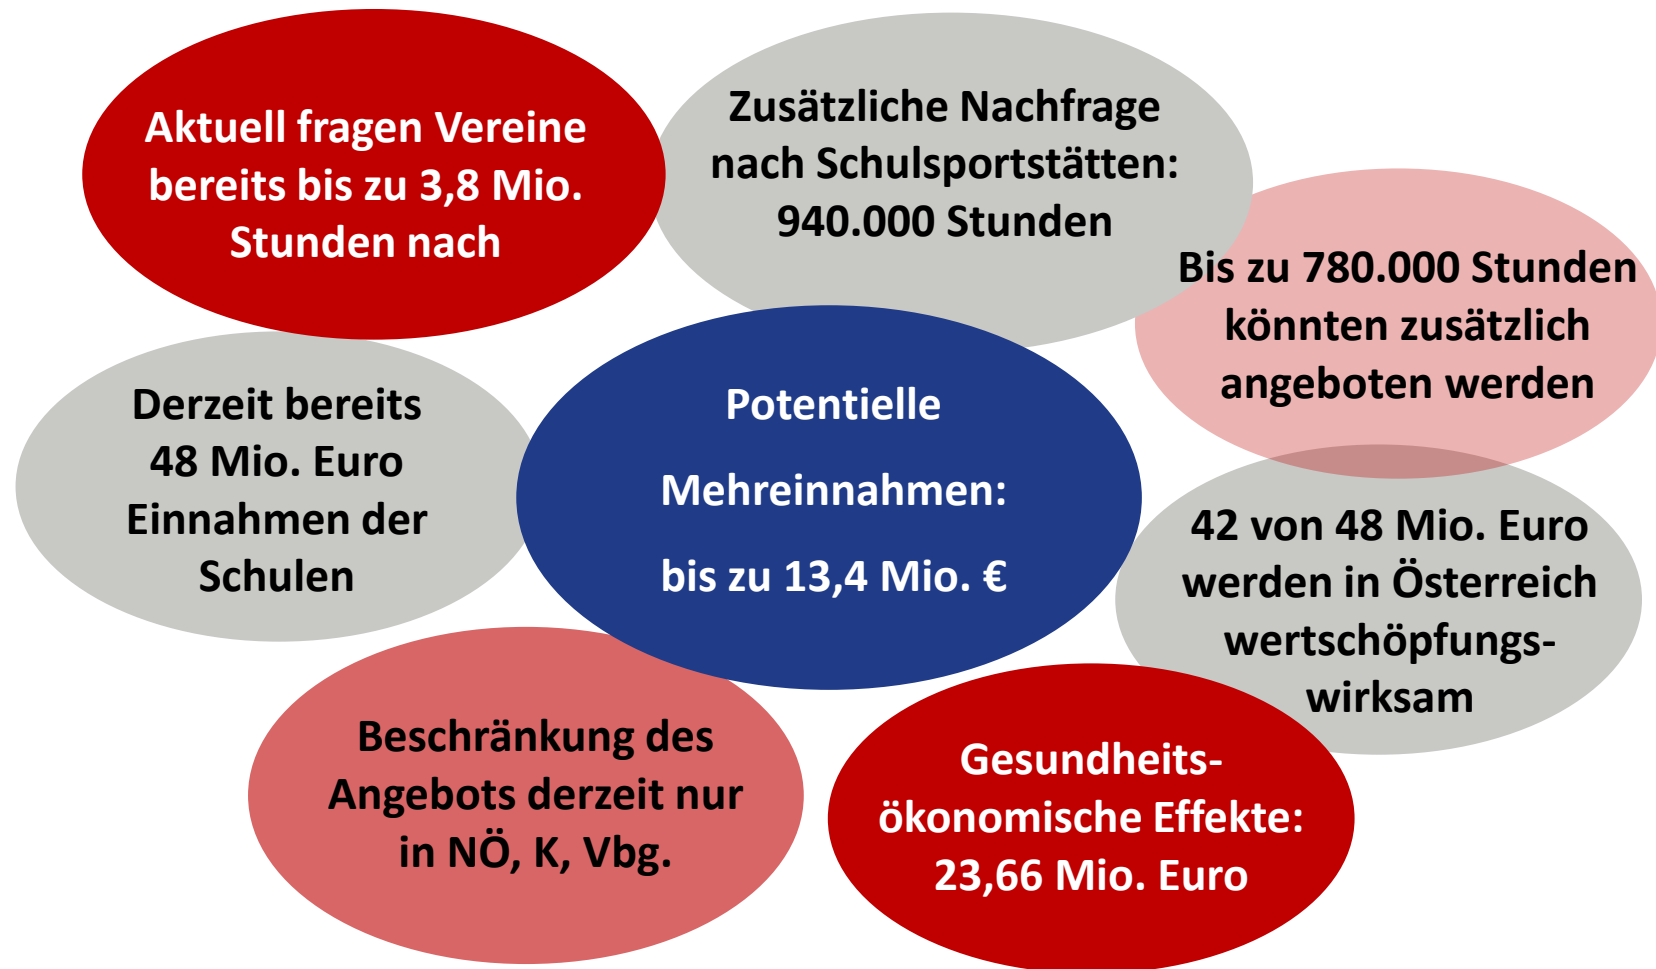 Aktuell fragen Vereine
bereits bis zu 3,8 Mio.
Stunden nach
Zusätzliche Nachfrage
nach Schulsportstätten:
940.000 Stunden
Bis zu 780.000 Stunden
könnten zusätzlich
angeboten werden
Derzeit bereits
48 Mio. Euro
Einnahmen der
Schulen
Potentielle
Mehreinnahmen:
bis zu 13,4 Mio. €
42 von 48 Mio. Euro
werden in Österreich
wertschöpfungs-
wirksam
Beschränkung des
Angebots derzeit nur
in NÖ, K, Vbg.
Gesundheits-
ökonomische Effekte:
23,66 Mio. Euro